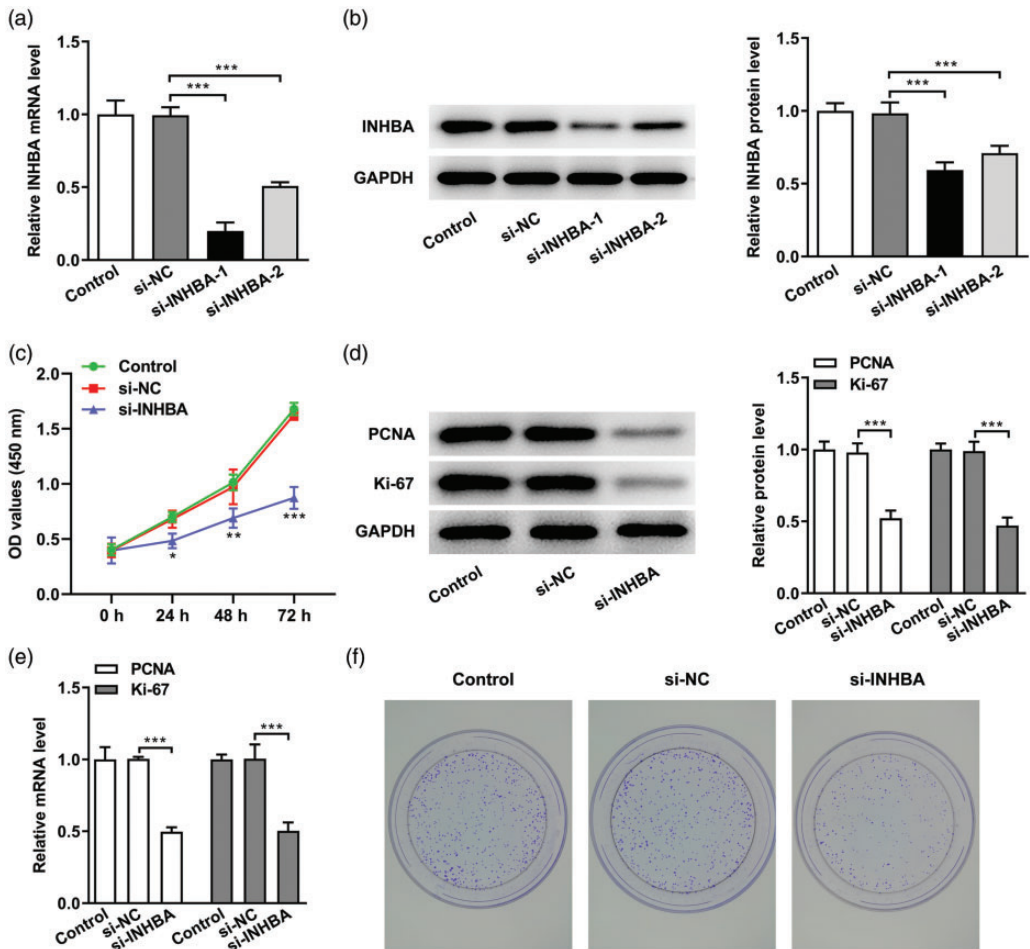 (a)
Relative INHBA mRNA level
1.5
1.0
0.5
0.0
***
***
Control
si-NC
si-INHBA-1
si-INHBA-2
(b)
INHBA
GAPDH
Control
si-NC
si-INHBA-1
si-INHBA-2
Relative INHBA protein level
1.5
1.0
0.5
0.0
***
***
Control
si-NC
si-INHBA-1
si-INHBA-2
(c)
Control
si-NC
si-INHBA
OD values (450 nm)
2.0
1.5
1.0
0.5
0.0
*
**
***
0 h
24 h
48 h
72 h
(d)
PCNA
Ki-67
GAPDH
Control
si-NC
si-INHBA
PCNA
Ki-67
Relative protein level
1.5
1.0
0.5
0.0
***
***
Control
si-NC
si-INHBA
Control
si-NC
si-INHBA
(e)
PCNA
Ki-67
Relative mRNA level
1.5
1.0
0.5
0.0
***
***
Control
si-NC
si-INHBA
Control
si-NC
si-INHBA
(f)
Control
si-NC
si-INHBA